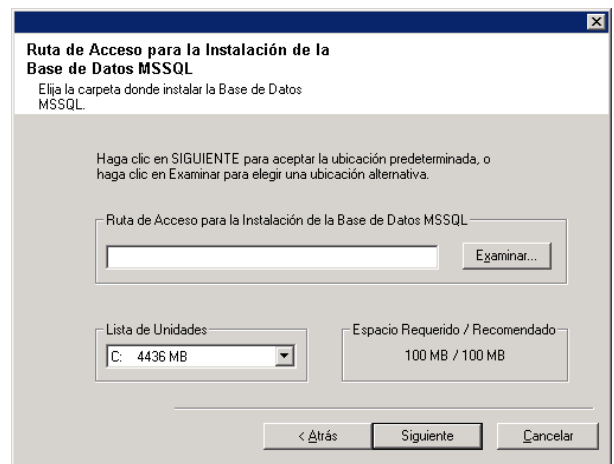 Ruta de Acceso para la Instalación de la
Base de Datos MSSQL
Elija la carpeta donde instalar la Base de Datos
MSSQL.
Haga clic en SIGUIENTE para aceptar la ubicación predeterminada, o
haga clic en Examinar para elegir una ubicación alternativa.
Ruta de Acceso para la Instalación de la Base de Datos MSSQL
Examinar...
Lista de Unidades
C: 4436 MB
Espacio Requerido / Recomendado
100 MB / 100 MB
< Atrás
Siguiente
Cancelar